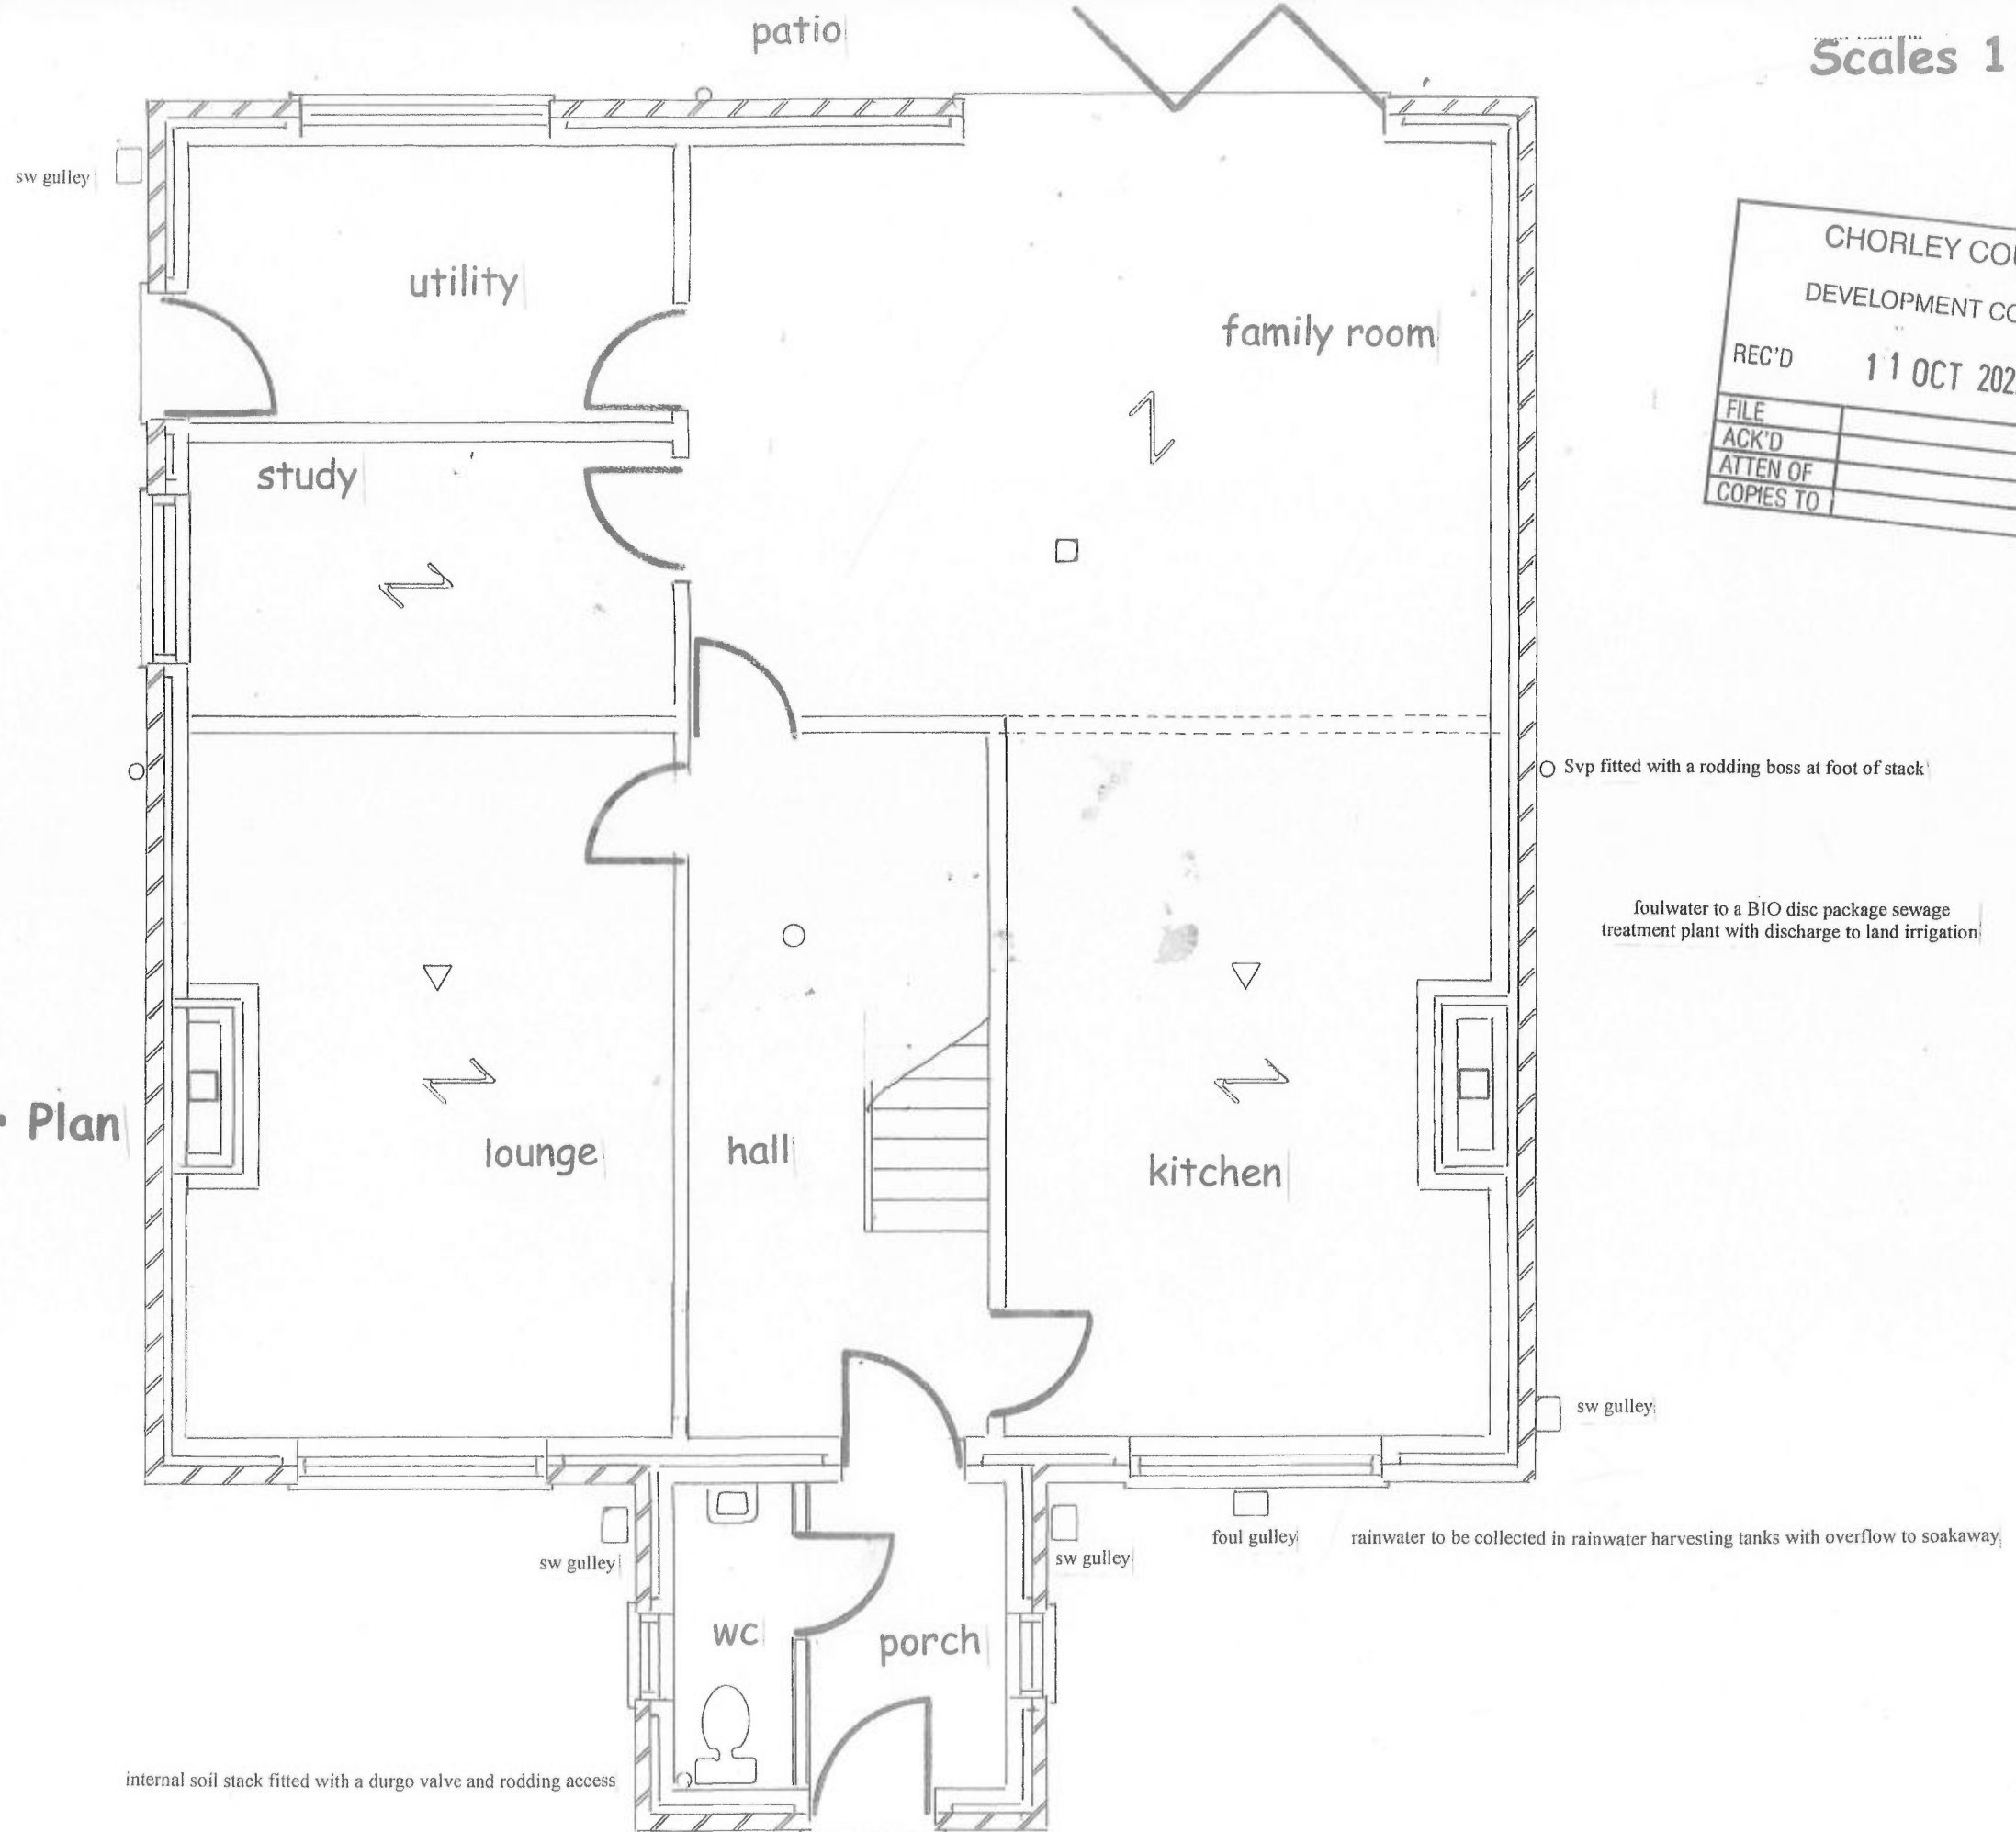 patio
Scales 1
sw gulley
CHORLEY CO
DEVELOPMENT CO
REC'D 11 OCT 202
FILE
ACK'D
ATTEN OF
COPIES TO
utility
family room
study
Svp fitted with a rodding boss at foot of stack
foulwater to a BIO disc package sewage
treatment plant with discharge to land irrigation
Plan
lounge
hall
kitchen
sw gulley
sw gulley
sw gulley
foul gulley
rainwater to be collected in rainwater harvesting tanks with overflow to soakaway
wc
porch
internal soil stack fitted with a durgo valve and rodding access